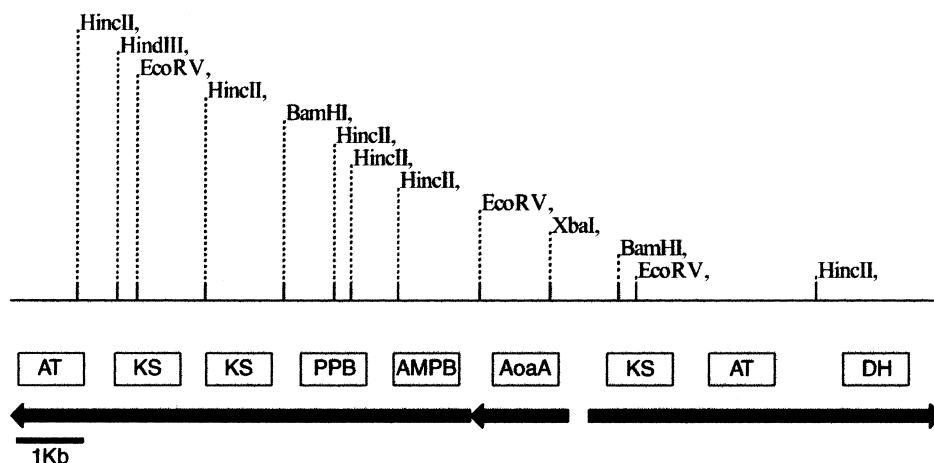 HincII,
HindIII,
EcoRV,
HincII,
BamHI,
HincII,
HincII,
HincII,
EcoRV,
XbaI,
BamHI,
EcoRV,
HincII,
AT KS KS PPB AMPB AoaA KS AT DH
1Kb